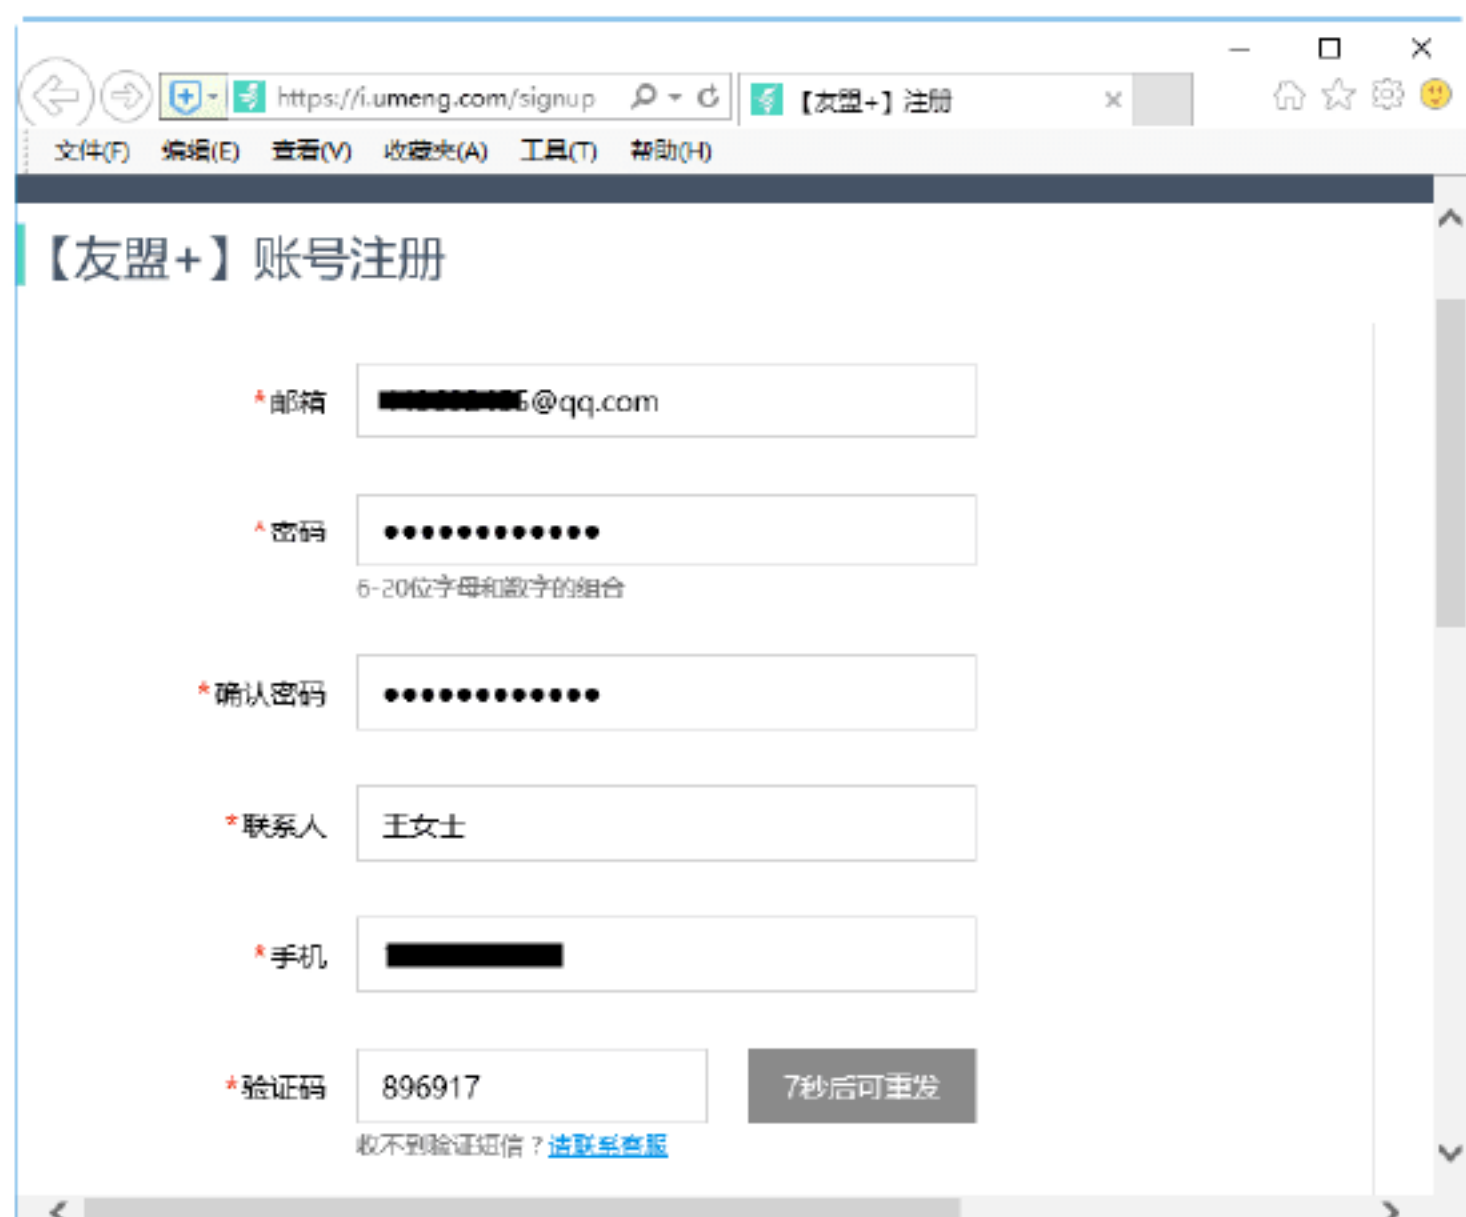 https://i.umeng.com/signup 【友盟+】注册
文件(F) 编辑(E) 查看(V) 收藏夹(A) 工具(T) 帮助(H)
【友盟+】账号注册
*邮箱 @qq.com
*密码 ••••••••••••
6-20位字母和数字的组合
*确认密码 ••••••••••••
*联系人 王女士
*手机
*验证码 896917 7秒后可重发
收不到验证短信？请联系客服